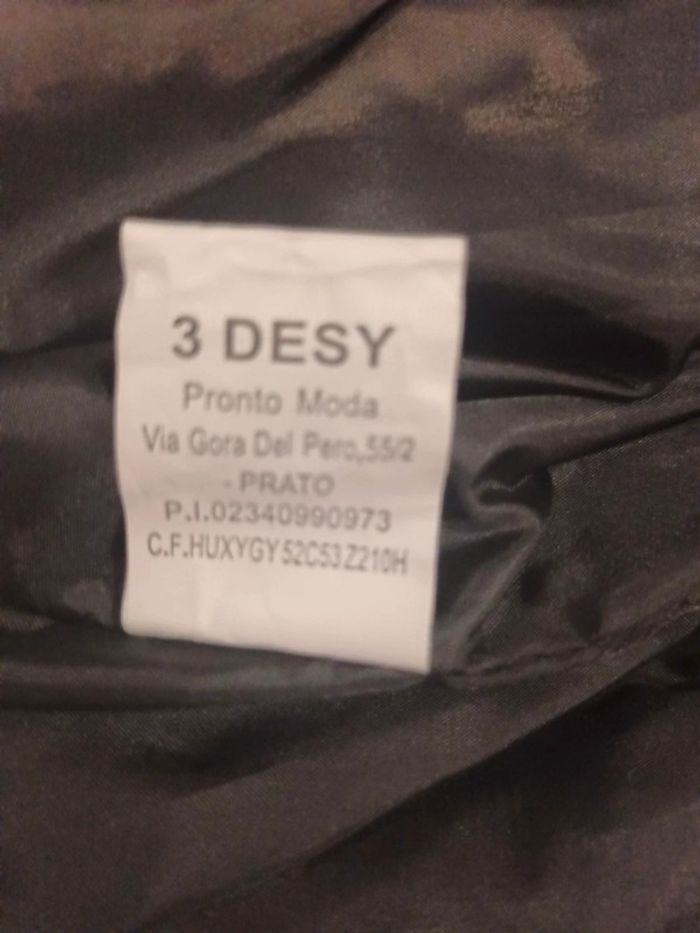 3 DESY
Pronto Moda
Via Gora Del Pero,55/2
- PRATO
P.I.02340990973
C.F.HUXYGY52C53Z210H